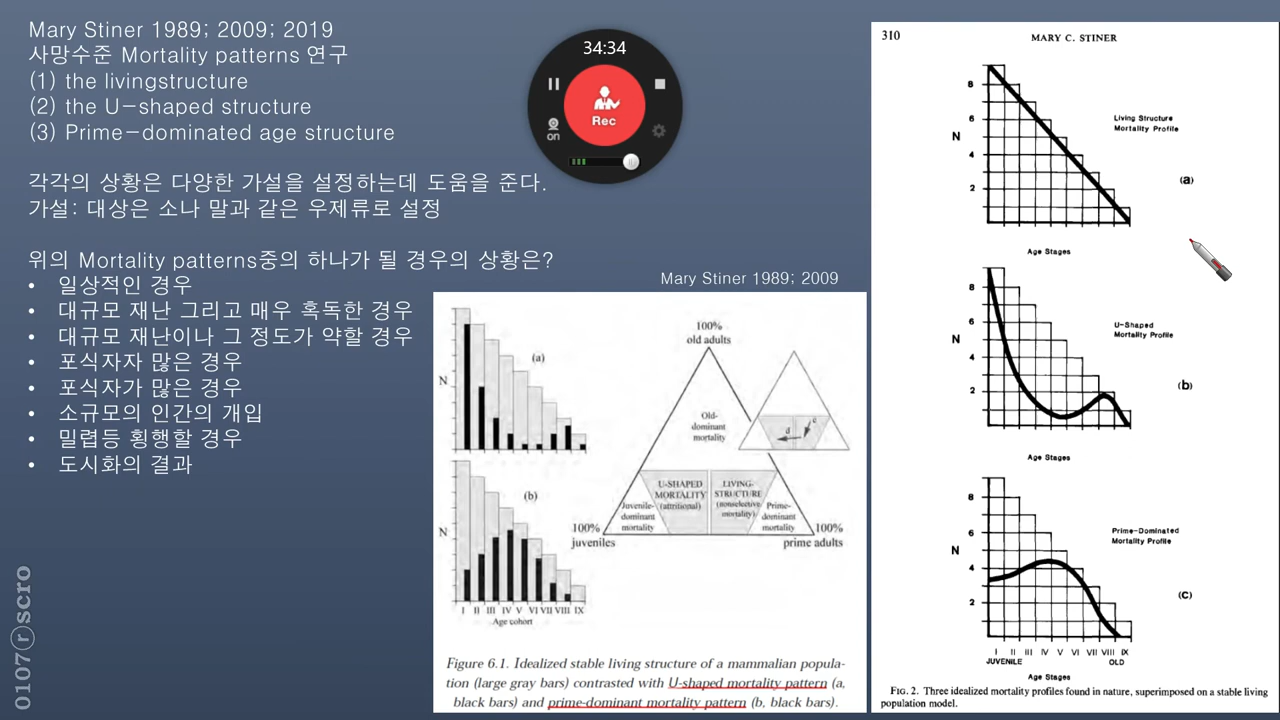 Mary Stiner 1989; 2009; 2019
사망수준 Mortality patterns 연구
(1) the livingstructure
(2) the U-shaped structure
(3) Prime-dominated age structure
각각의 상황은 다양한 가설을 설정하는데 도움을 준다.
가설: 대상은 소나 말과 같은 우제류로 설정
위의 Mortality patterns중의 하나가 될 경우의 상황은?
• 일상적인 경우
• 대규모 재난 그리고 매우 혹독한 경우
• 대규모 재난이나 그 정도가 약할 경우
• 포식자자 많은 경우
• 포식자가 많은 경우
• 소규모의 인간의 개입
• 밀렵등 횡행할 경우
• 도시화의 결과
34:34
Rec
on
Mary Stiner 1989; 2009
(a)
N
(b)
N
I II III IV V VI VII VIII IX
Age cohort
100%
old adults
Old-
dominant
mortality
d
e
U-SHAPED
MORTALITY
(attritional)
LIVING-
STRUCTURE
(nonselective
mortality)
Juvenile-
dominant
mortality
Prime-
dominant
mortality
100%
juveniles
100%
prime adults
Figure 6.1. Idealized stable living structure of a mammalian popula-
tion (large gray bars) contrasted with U-shaped mortality pattern (a,
black bars) and prime-dominant mortality pattern (b, black bars).
310
MARY C. STINER
8
6
N
4
2
Living Structure
Mortality Profile
(a)
Age Stages
8
6
N
4
2
U-Shaped
Mortality Profile
(b)
Age Stages
8
6
N
4
2
Prime-Dominated
Mortality Profile
(c)
I II III IV V VI VII VIII IX
JUVENILE OLD
Age Stages
FIG. 2. Three idealized mortality profiles found in nature, superimposed on a stable living
population model.
0107ⓡscro